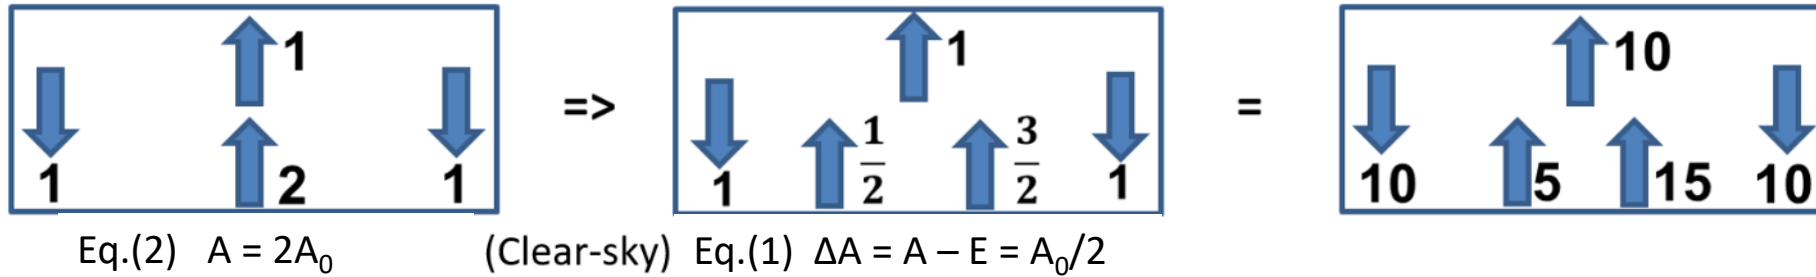 1 1 10
=> =
1 2 1 1 1/2 3/2 1 10 5 15 10
Eq.(2) A = 2A₀ (Clear-sky) Eq.(1) ΔA = A – E = A₀/2